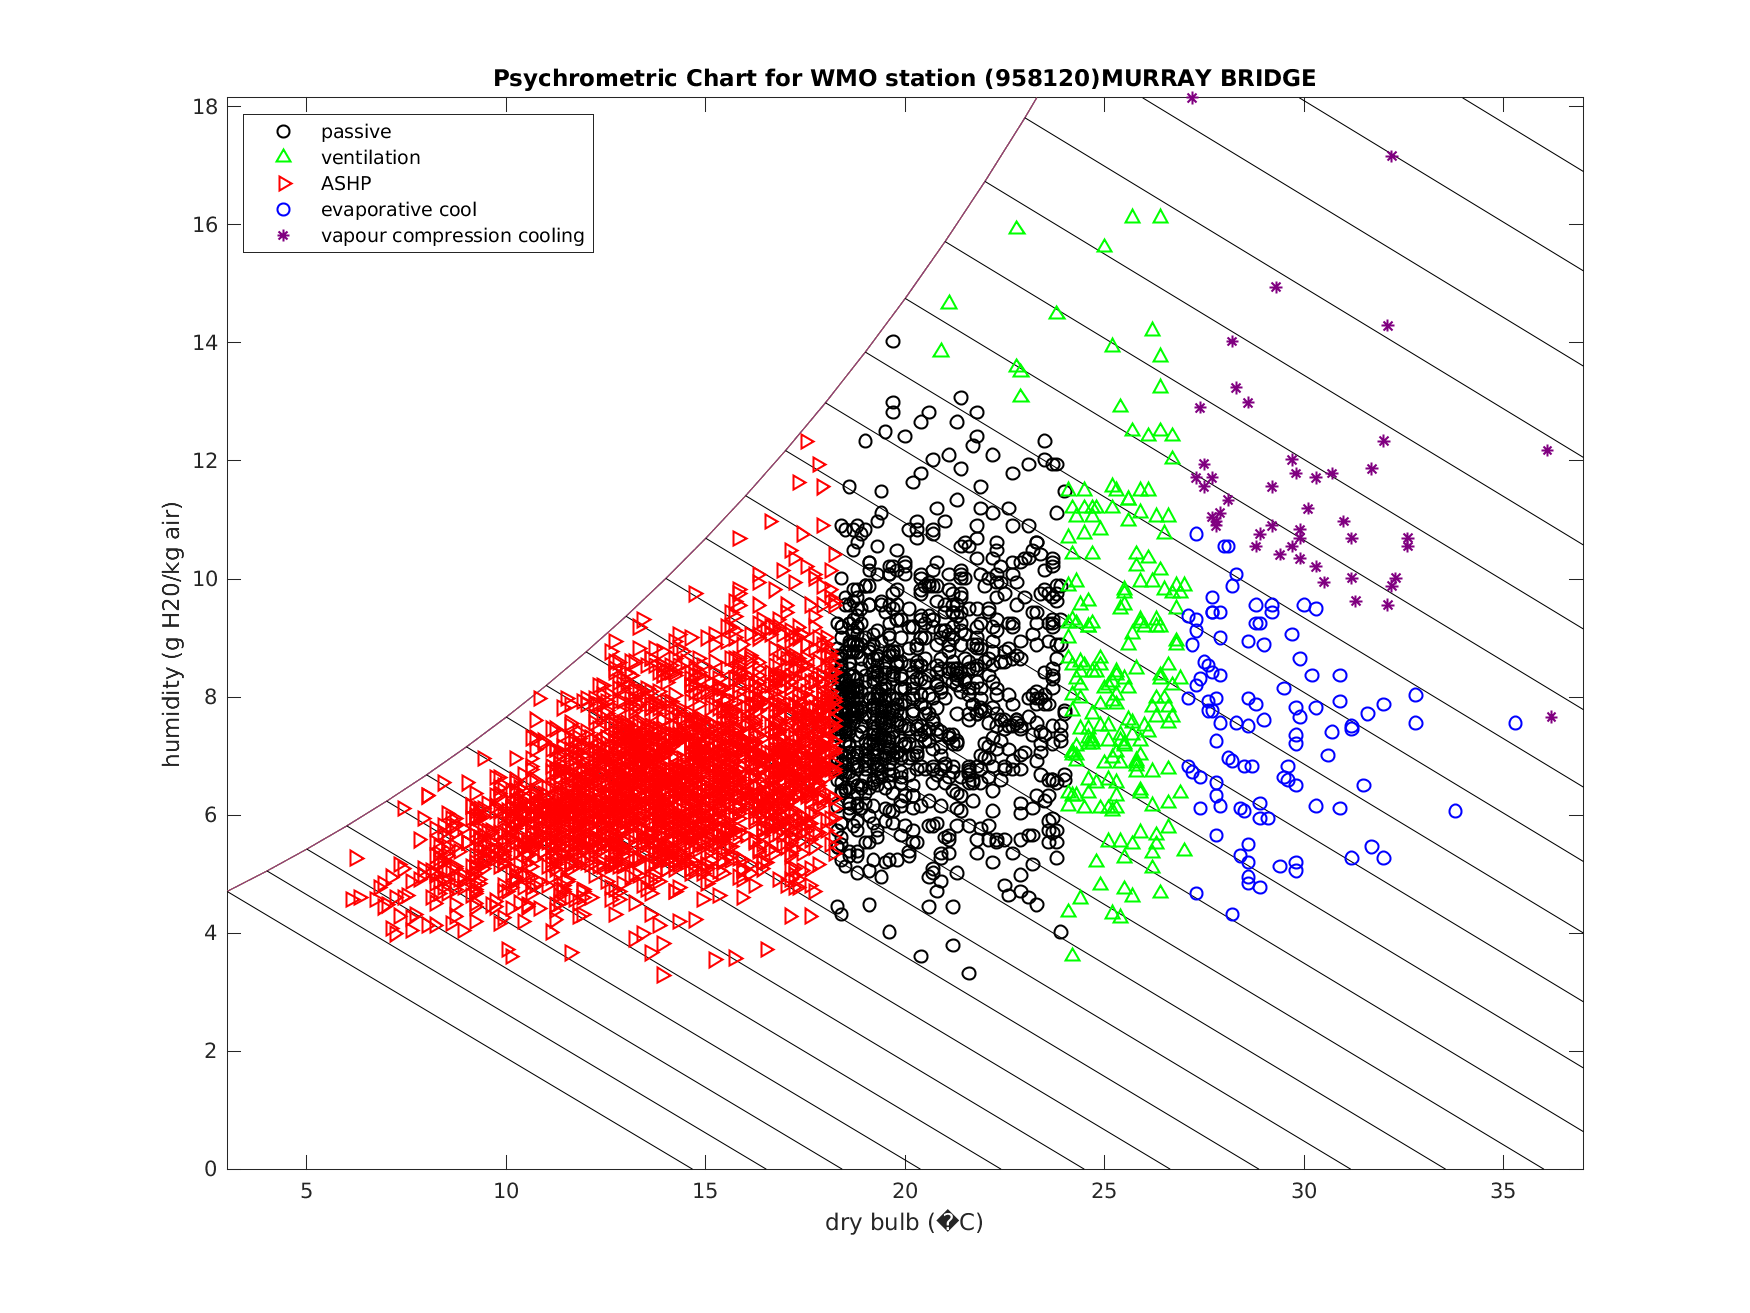 Psychrometric Chart for WMO station (958120)MURRAY BRIDGE
18
16
14
12
10
8
6
4
2
0
passive
ventilation
ASHP
evaporative cool
vapour compression cooling
humidity (g H20/kg air)
5 10 15 20 25 30 35
dry bulb (�C)